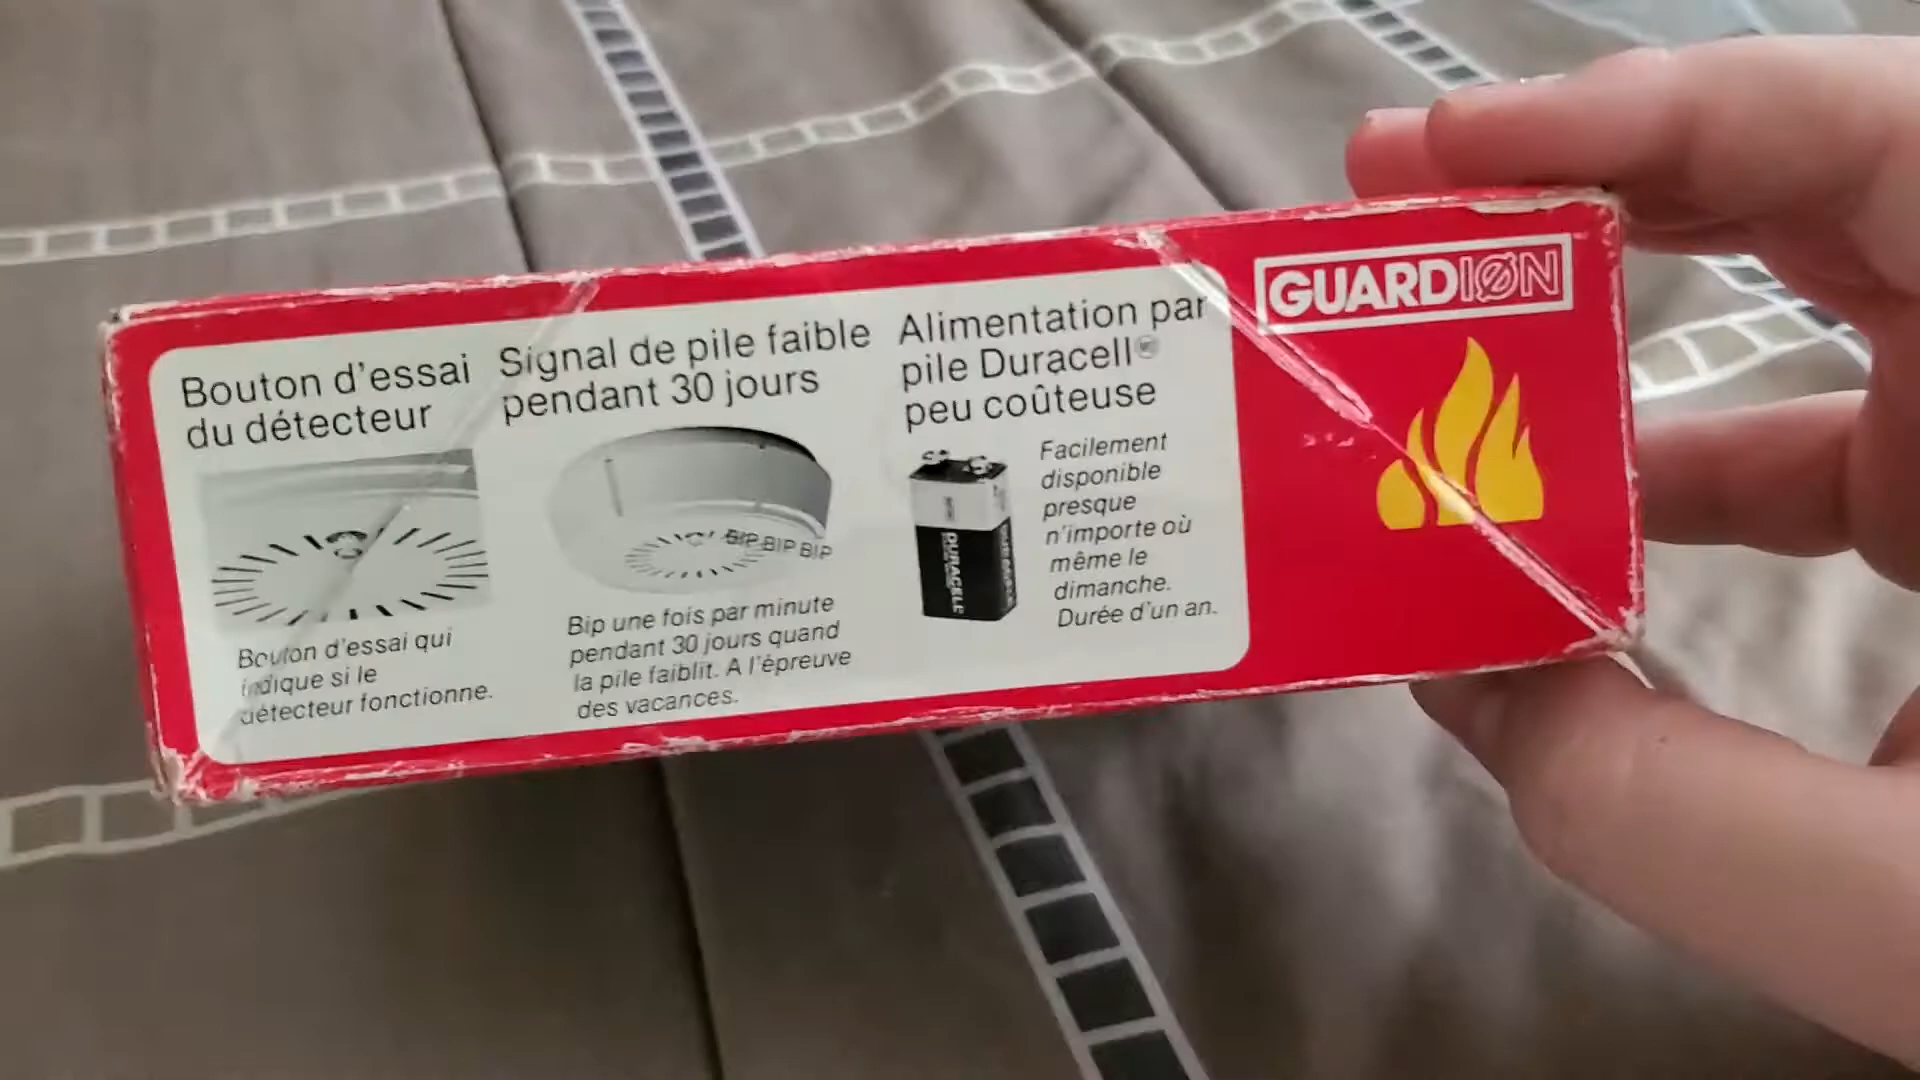 GUARDIØN
Bouton d'essai
du détecteur
Bouton d'essai qui
indique si le
détecteur fonctionne.
Signal de pile faible
pendant 30 jours
BIP BIP BIP
Bip une fois par minute
pendant 30 jours quand
la pile faiblit. A l'épreuve
des vacances.
Alimentation par
pile Duracell
peu coûteuse
DURACELL
Facilement
disponible
presque
n'importe où
même le
dimanche.
Durée d'un an.